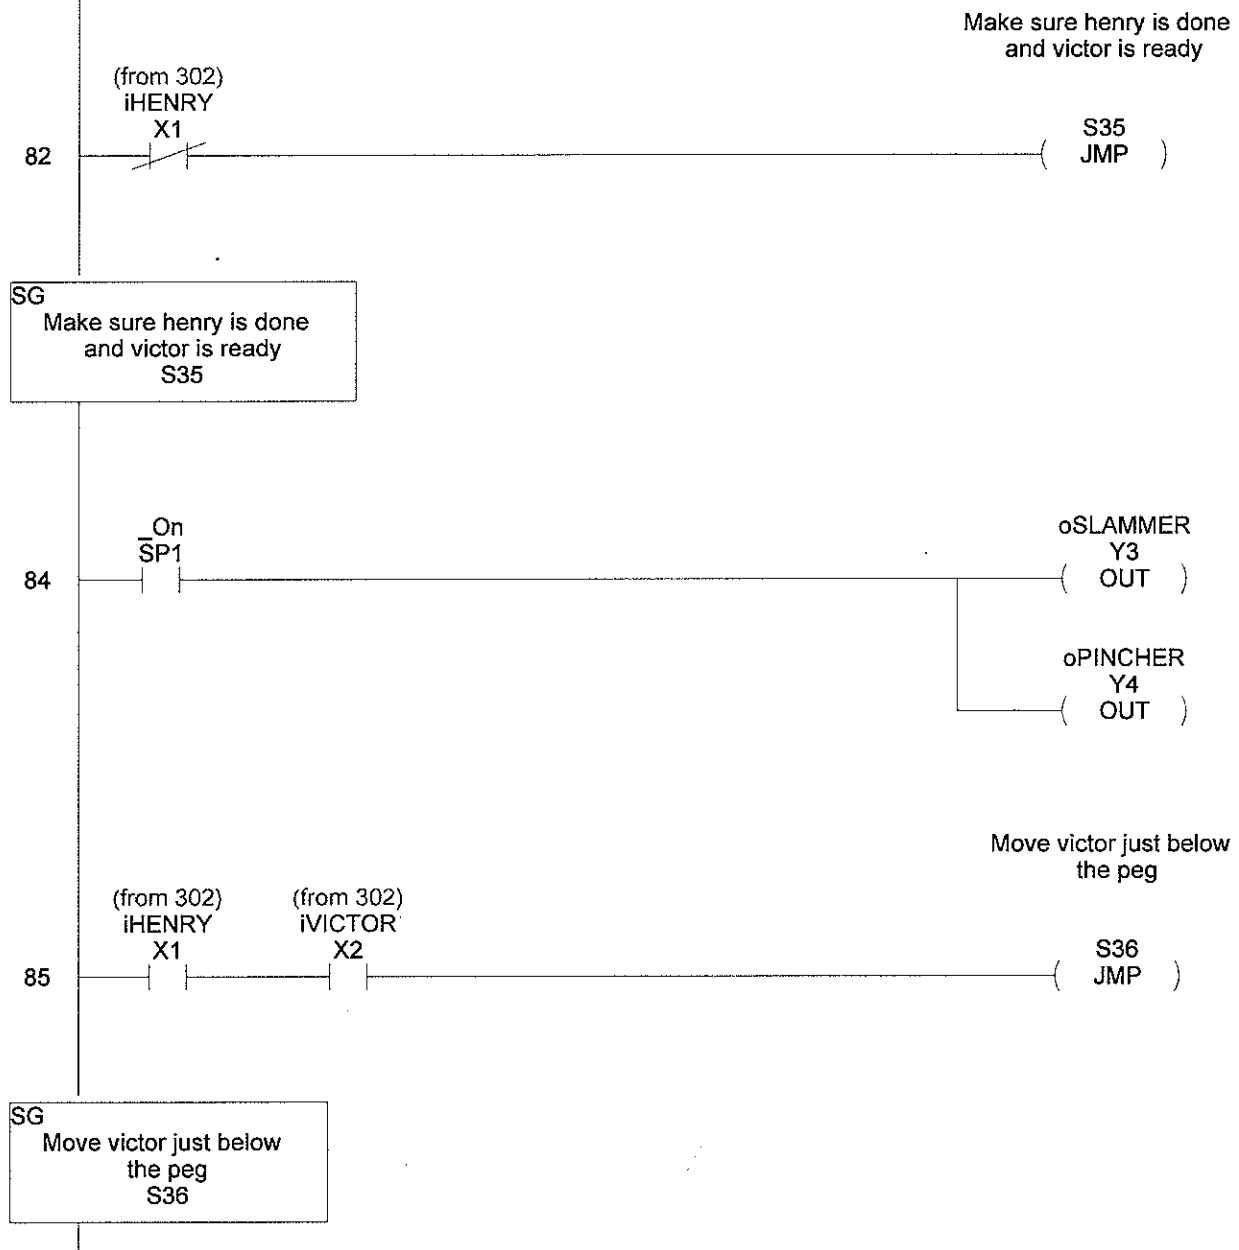 Make sure henry is done
and victor is ready
(from 302)
iHENRY
X1
S35
82
JMP
SG
Make sure henry is done
and victor is ready
S35
_On
SP1
oSLAMMER
Y3
84
OUT
oPINCHER
Y4
OUT
Move victor just below
the peg
(from 302)
(from 302)
iHENRY
iVICTOR
X1
X2
S36
85
JMP
SG
Move victor just below
the peg
S36